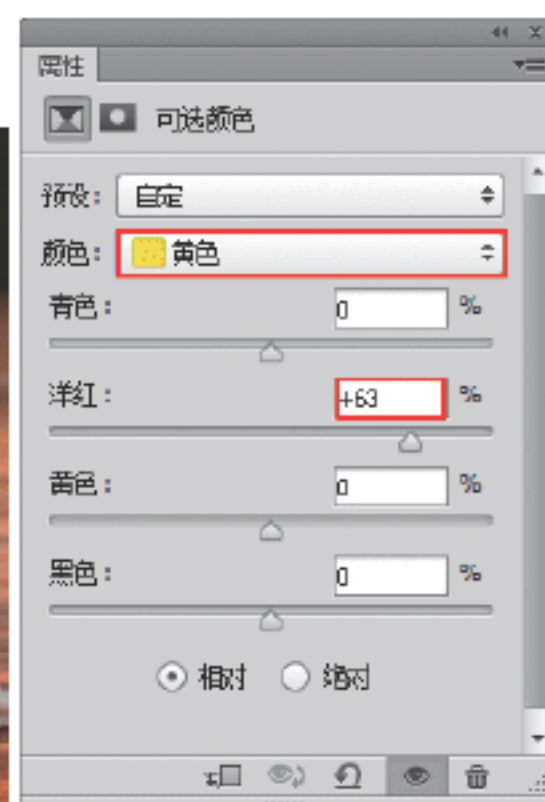 属性
可选颜色
预设： 自定
颜色： 黄色
青色： 0 %
洋红： +63 %
黄色： 0 %
黑色： 0 %
相对 绝对